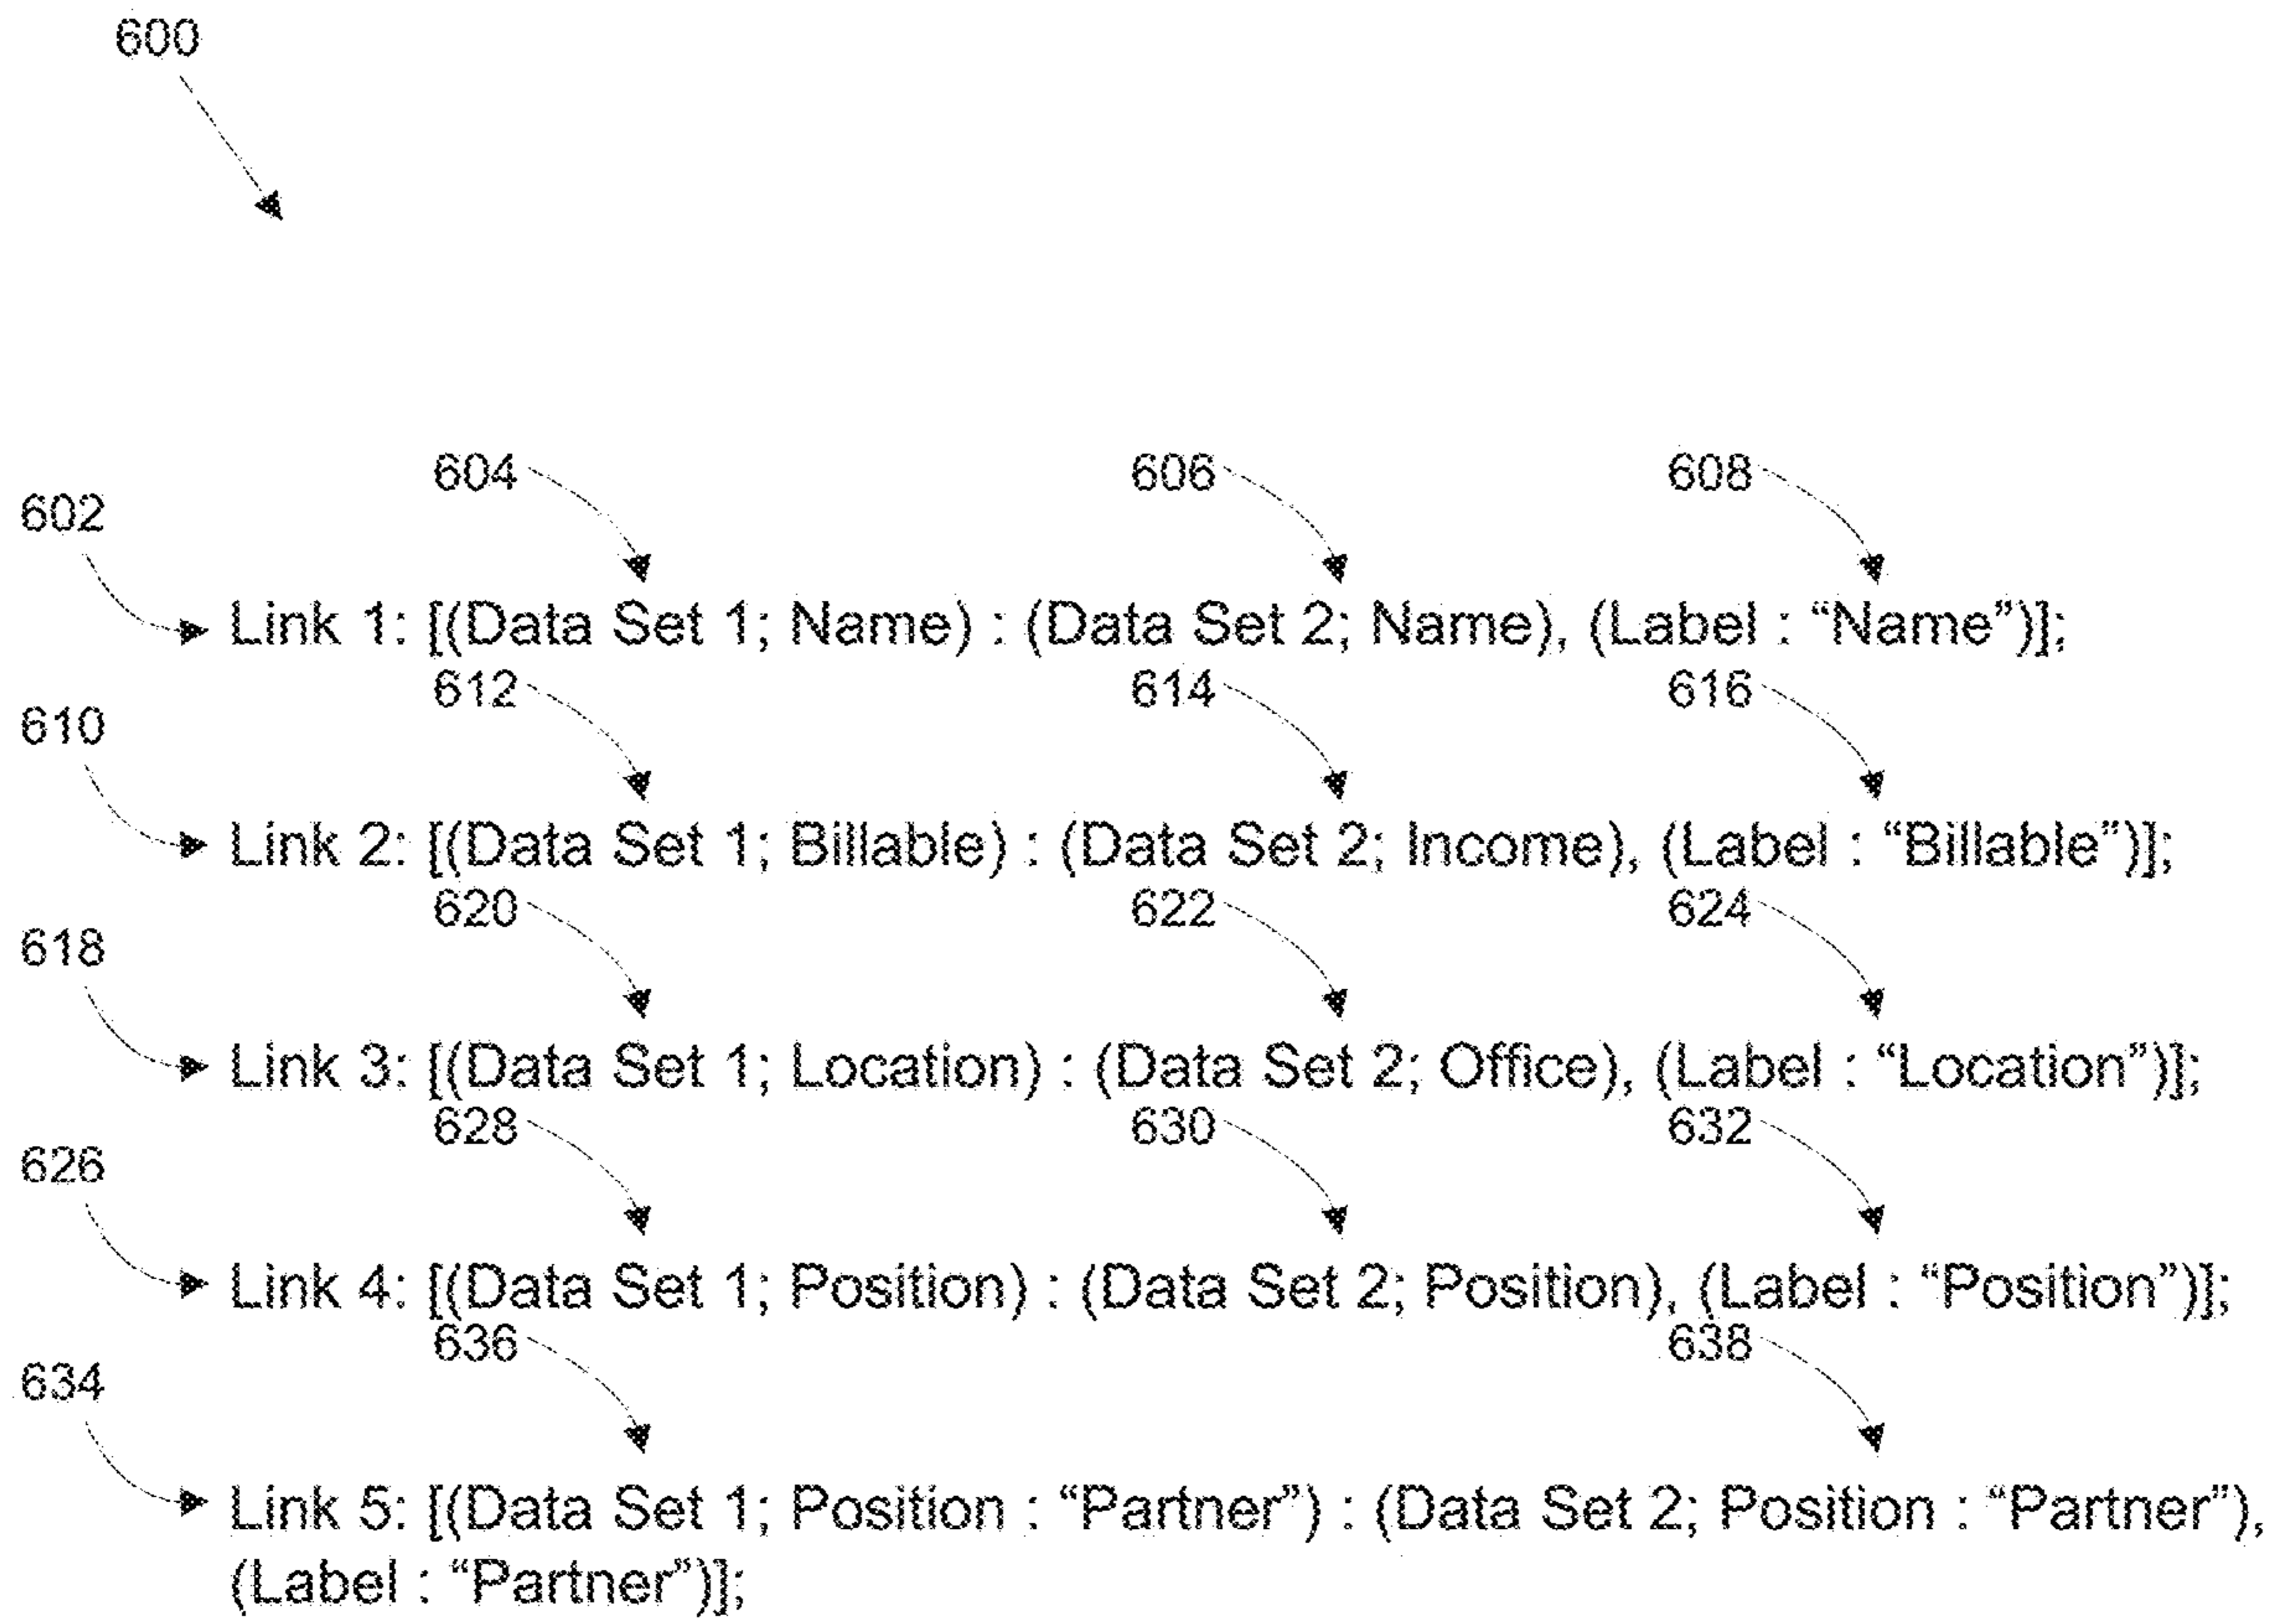 600
604 606 608
602
Link 1: [(Data Set 1; Name) : (Data Set 2; Name), (Label : “Name”)];
612 614 616
610
Link 2: [(Data Set 1; Billable) : (Data Set 2; Income), (Label : “Billable”)];
620 622 624
618
Link 3: [(Data Set 1; Location) : (Data Set 2; Office), (Label : “Location”)];
628 630 632
626
Link 4: [(Data Set 1; Position) : (Data Set 2; Position), (Label : “Position”)];
636 638
634
Link 5: [(Data Set 1; Position : “Partner”) : (Data Set 2; Position : “Partner”),
(Label : “Partner”)];